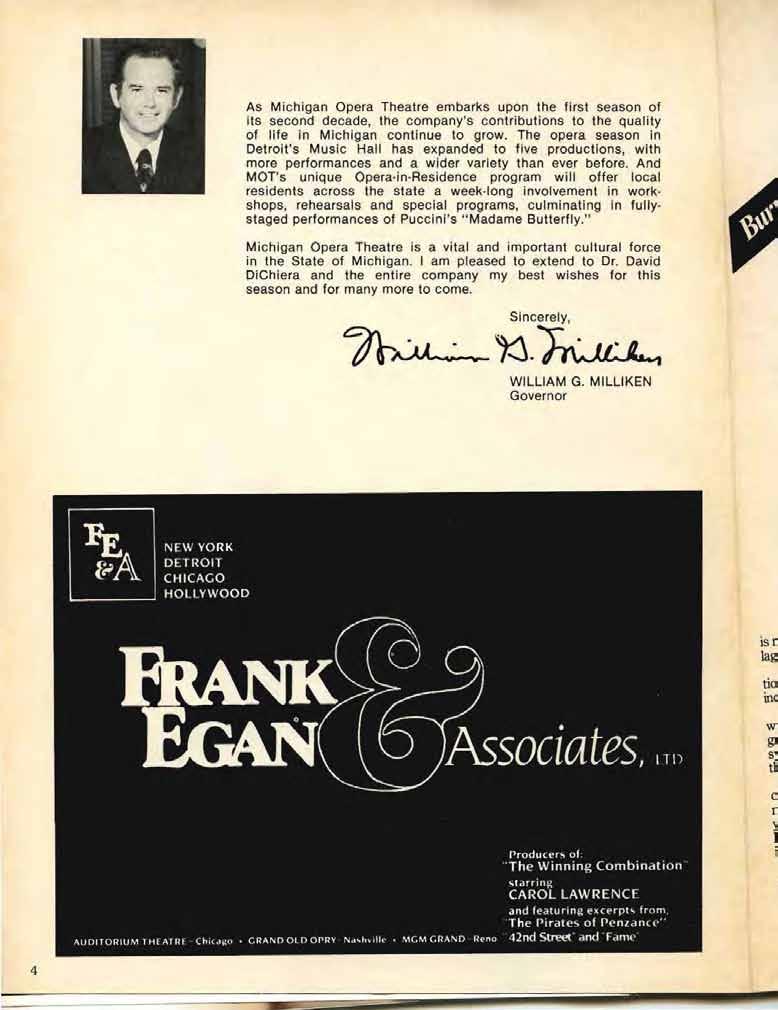 As Michigan Opera Theatre embarks upon the first season of
its second decade, the company's contributions to the quality
of life in Michigan continue to grow. The opera season in
Detroit's Music Hall has expanded to five productions, with
more performances and a wider variety than ever before. And
MOT's unique Opera-in-Residence program will offer local
residents across the state a week-long involvement in work-
shops, rehearsals and special programs, culminating in fully-
staged performances of Puccini's "Madame Butterfly."
Michigan Opera Theatre is a vital and important cultural force
in the State of Michigan. I am pleased to extend to Dr. David
DiChiera and the entire company my best wishes for this
season and for many more to come.
Sincerely,
William G. Milliken
WILLIAM G. MILLIKEN
Governor
FE
&A
NEW YORK
DETROIT
CHICAGO
HOLLYWOOD
FRANK
EGAN & Associates, LTD
Producers of:
"The Winning Combination"
starring
CAROL LAWRENCE
and featuring excerpts from;
"The Pirates of Penzance"
"42nd Street" and "Fame"
AUDITORIUM THEATRE - Chicago • GRAND OLD OPRY - Nashville • MGM GRAND - Reno
4
Bur
is
lag
tio
inc